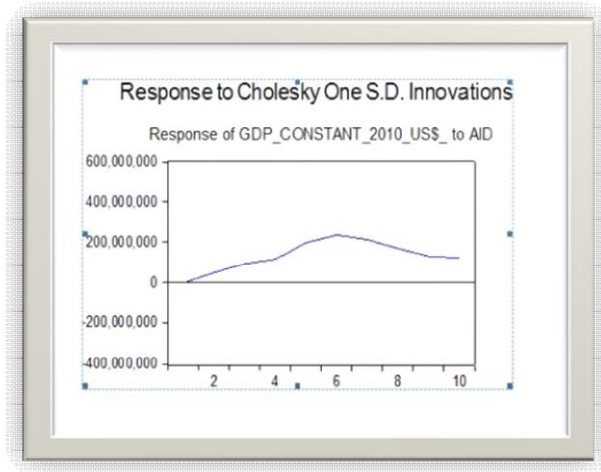 Response to Cholesky One S.D. Innovations
Response of GDP_CONSTANT_2010_US$_ to AID
600,000,000
400,000,000
200,000,000
0
-200,000,000
-400,000,000
2 4 6 8 10